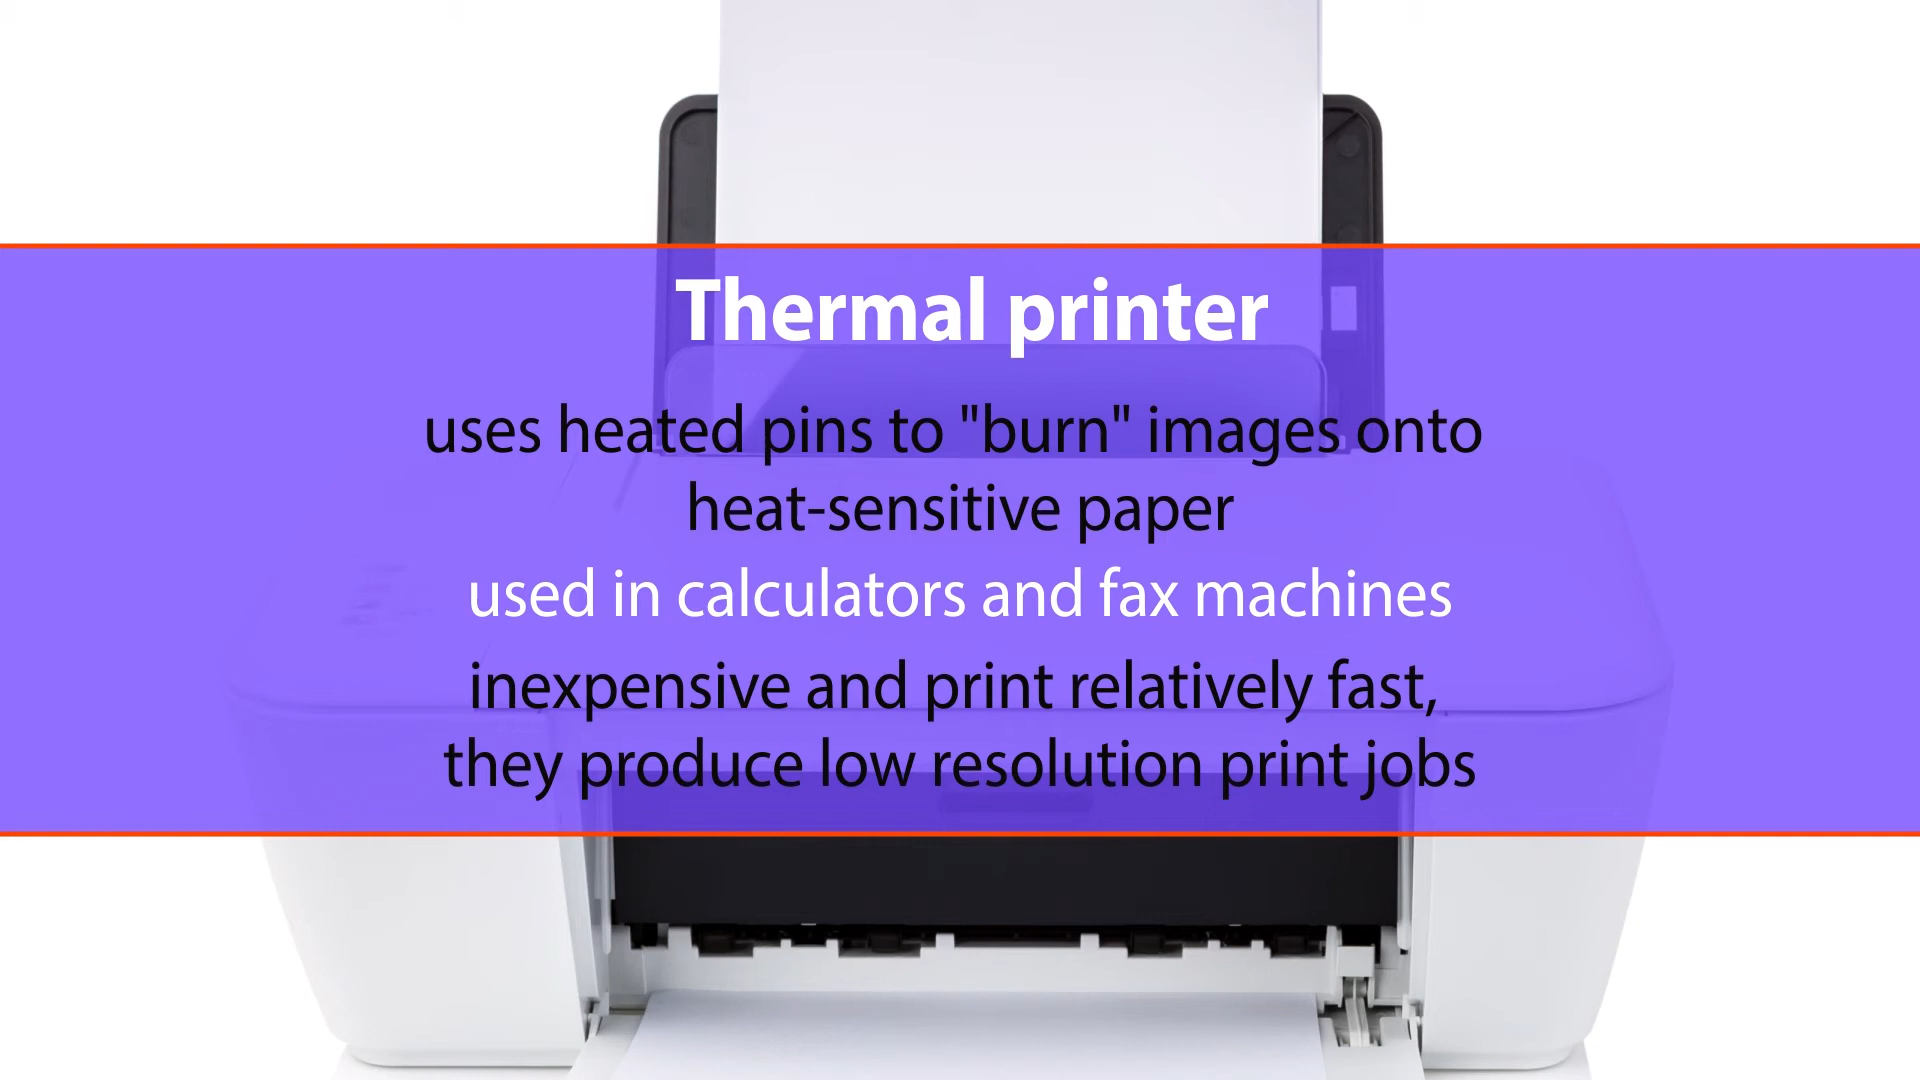 Thermal printer
uses heated pins to "burn" images onto
heat-sensitive paper
used in calculators and fax machines
inexpensive and print relatively fast,
they produce low resolution print jobs